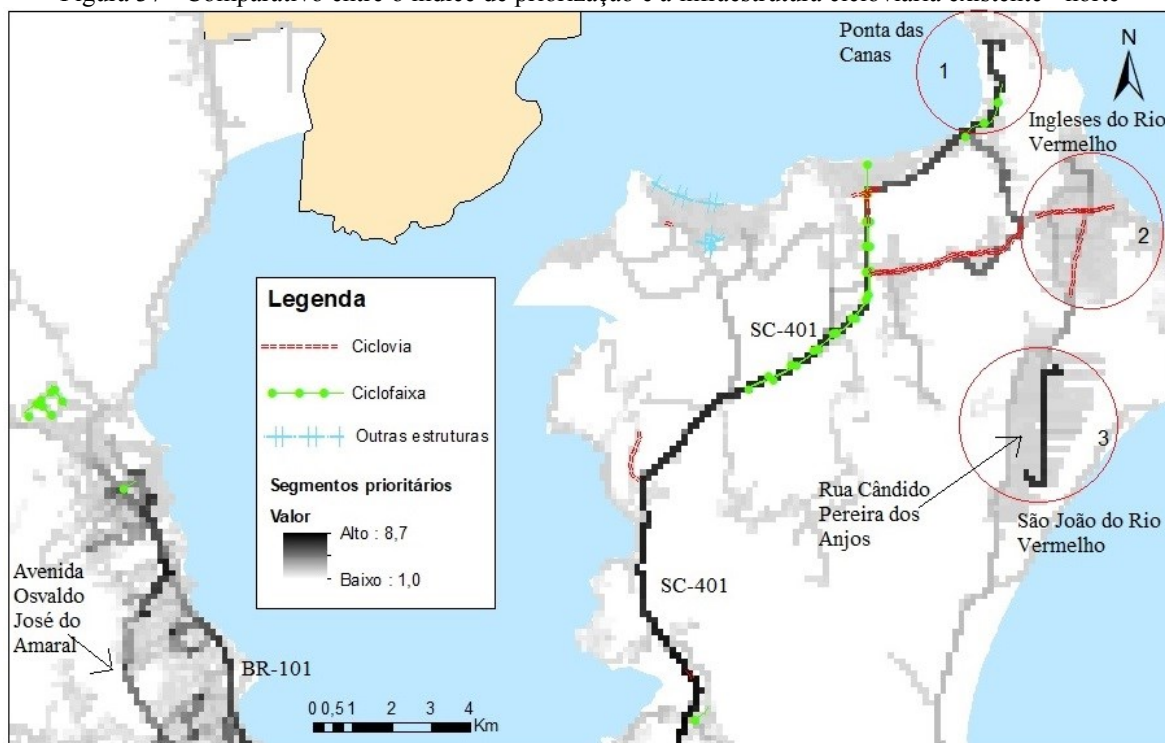 Figura 37 - Comparativo entre o índice de priorização e a infraestrutura cicloviária existente - norte
Ponta das
Canas
1
N
Ingleses do Rio
Vermelho
2
Legenda
Ciclovia
Ciclofaixa
Outras estruturas
Segmentos prioritários
Valor
Alto : 8,7
Baixo : 1,0
SC-401
3
Rua Cândido
Pereira dos
Anjos
São João do Rio
Vermelho
SC-401
Avenida
Osvaldo
José do
Amaral
BR-101
0 0,5 1 2 3 4
Km